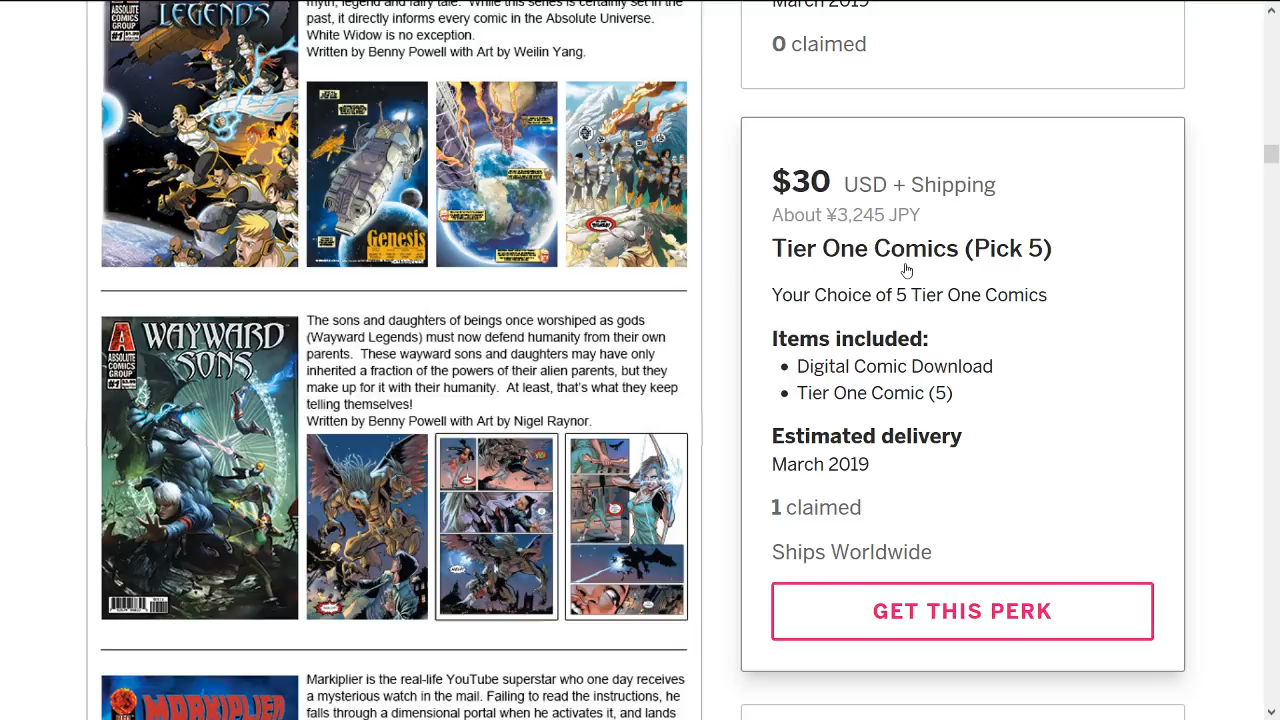 LEGENDS
ABSOLUTE
COMICS
GROUP
#1
myth, legend and fairy tale. While this series is certainly set in the
past, it directly informs every comic in the Absolute Universe.
White Widow is no exception.
Written by Benny Powell with Art by Weilin Yang.
Genesis
A
ABSOLUTE
COMICS
GROUP
#1
WAYWARD
SONS
The sons and daughters of beings once worshiped as gods
(Wayward Legends) must now defend humanity from their own
parents. These wayward sons and daughters may have only
inherited a fraction of the powers of their alien parents, but they
make up for it with their humanity. At least, that's what they keep
telling themselves!
Written by Benny Powell with Art by Nigel Raynor.
MARKIPLIER
Markiplier is the real-life YouTube superstar who one day receives
a mysterious watch in the mail. Failing to read the instructions, he
falls through a dimensional portal when he activates it, and lands
March 2019
0 claimed
$30 USD + Shipping
About ¥3,245 JPY
Tier One Comics (Pick 5)
Your Choice of 5 Tier One Comics
Items included:
• Digital Comic Download
• Tier One Comic (5)
Estimated delivery
March 2019
1 claimed
Ships Worldwide
GET THIS PERK